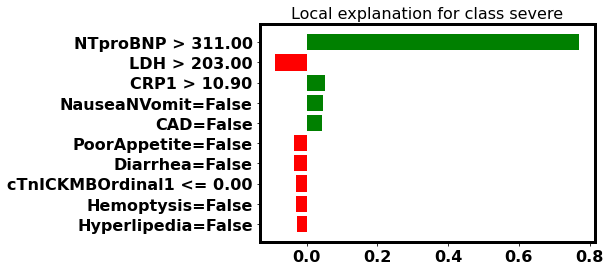 Local explanation for class severe
NTproBNP > 311.00
LDH > 203.00
CRP1 > 10.90
NauseaNVomit=False
CAD=False
PoorAppetite=False
Diarrhea=False
cTnICKMBOrdinal1 <= 0.00
Hemoptysis=False
Hyperlipedia=False
0.0 0.2 0.4 0.6 0.8